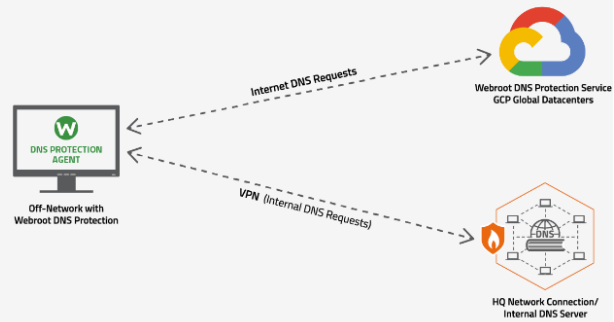 Internet DNS Requests
Webroot DNS Protection Service
GCP Global Datacenters
W
DNS PROTECTION
AGENT
Off-Network with
Webroot DNS Protection
VPN (Internal DNS Requests)
DNS
HQ Network Connection/
Internal DNS Server